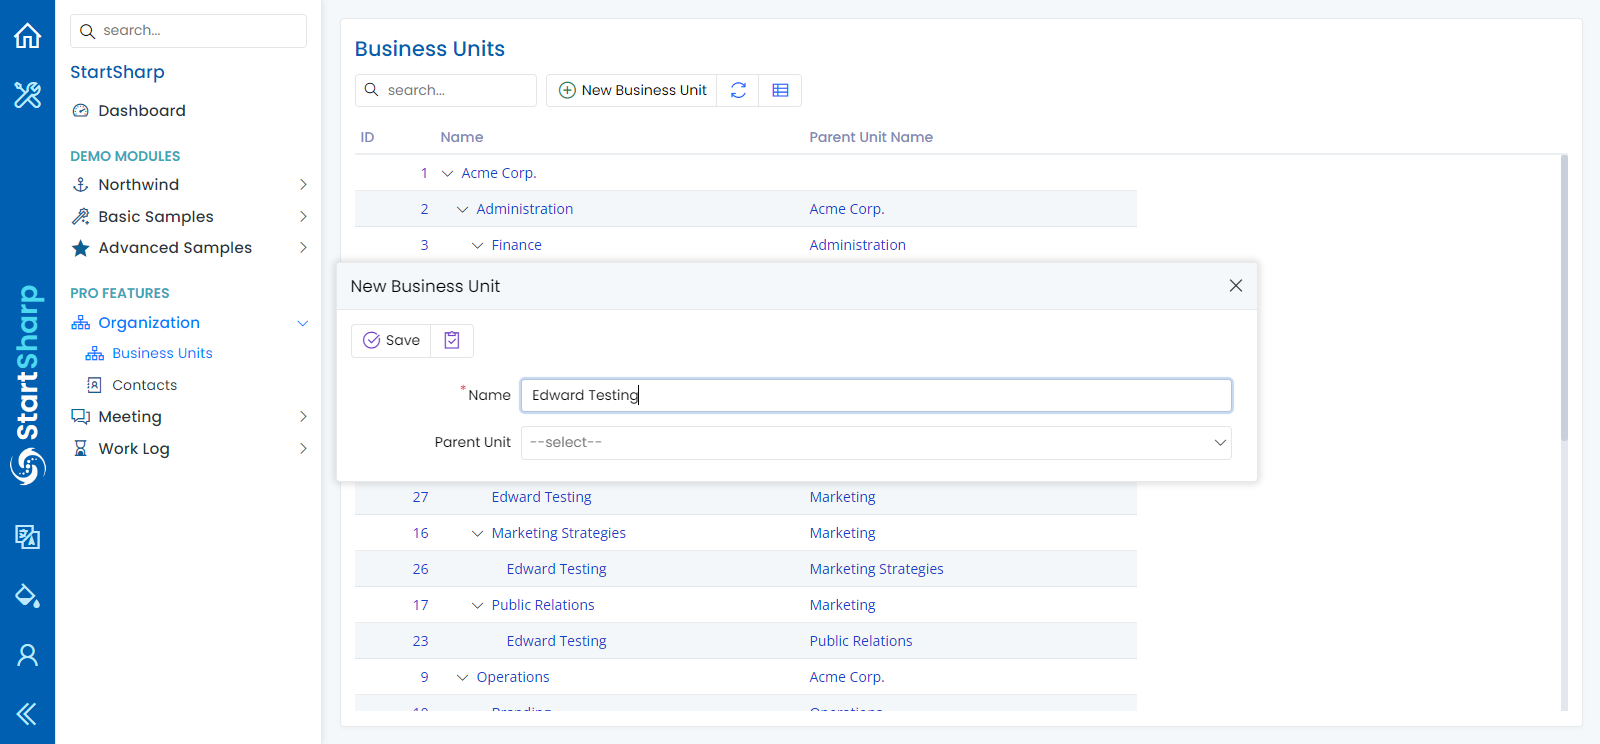 search...
StartSharp
Dashboard
DEMO MODULES
Northwind
Basic Samples
Advanced Samples
PRO FEATURES
Organization
Business Units
Contacts
Meeting
Work Log
StartSharp
Business Units
search...
New Business Unit
ID Name Parent Unit Name
1 Acme Corp.
2 Administration Acme Corp.
3 Finance Administration
New Business Unit
Save
*Name Edward Testing
Parent Unit --select--
27 Edward Testing Marketing
16 Marketing Strategies Marketing
26 Edward Testing Marketing Strategies
17 Public Relations Marketing
23 Edward Testing Public Relations
9 Operations Acme Corp.